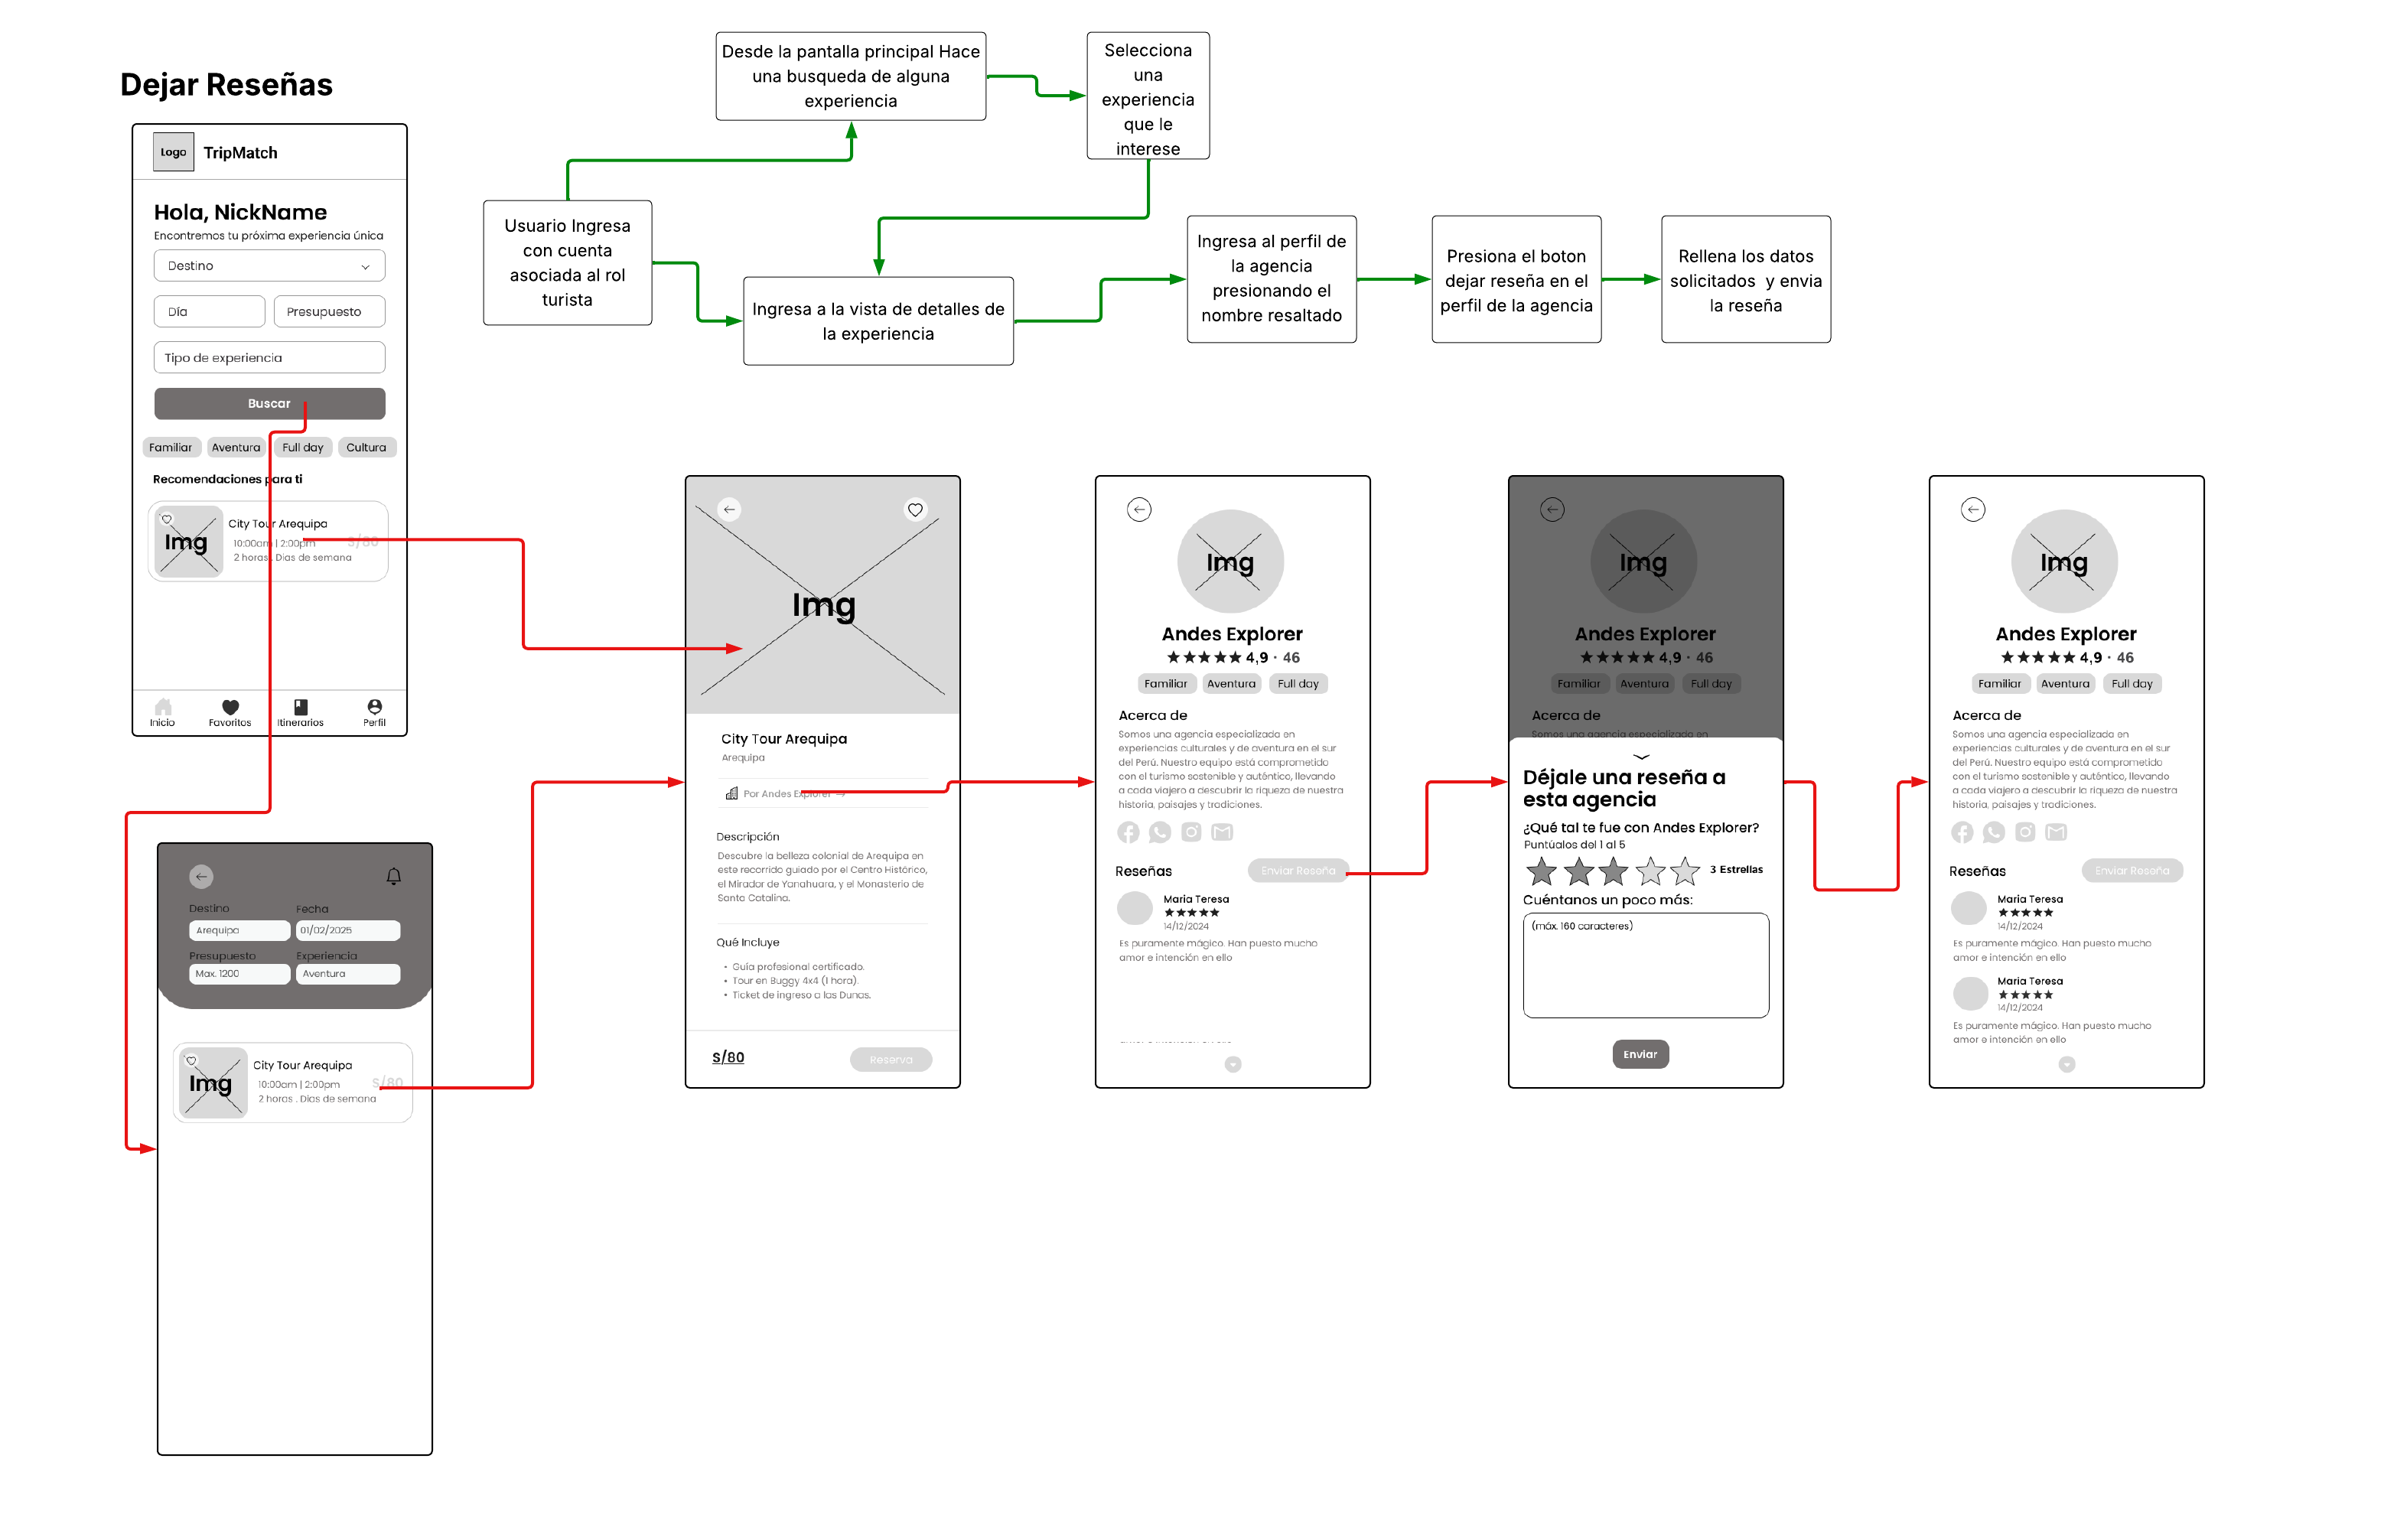 Dejar Reseñas
Desde la pantalla principal Hace
una busqueda de alguna
experiencia
Selecciona
una
experiencia
que le
interese
Usuario Ingresa
con cuenta
asociada al rol
turista
Ingresa a la vista de detalles de
la experiencia
Ingresa al perfil de
la agencia
presionando el
nombre resaltado
Presiona el boton
dejar reseña en el
perfil de la agencia
Rellena los datos
solicitados y envia
la reseña
Logo
TripMatch
Hola, NickName
Encontremos tu próxima experiencia única
Destino
Día
Presupuesto
Tipo de experiencia
Buscar
Familiar
Aventura
Full day
Cultura
Recomendaciones para ti
Img
City Tour Arequipa
10:00am | 2:00pm
S/80
2 horas . Dias de semana
Inicio
Favoritos
Itinerarios
Perfil
Destino
Fecha
Arequipa
01/02/2025
Presupuesto
Experiencia
Max. 1200
Aventura
Img
City Tour Arequipa
10:00am | 2:00pm
S/80
2 horas . Dias de semana
Img
City Tour Arequipa
Arequipa
Por Andes Explorer →
Descripción
Descubre la belleza colonial de Arequipa en
este recorrido guiado por el Centro Histórico,
el Mirador de Yanahuara, y el Monasterio de
Santa Catalina.
Qué Incluye
• Guía profesional certificado.
• Tour en Buggy 4x4 (1 hora).
• Ticket de ingreso a las Dunas.
S/80
Reserva
Img
Andes Explorer
4,9 · 46
Familiar
Aventura
Full day
Acerca de
Somos una agencia especializada en
experiencias culturales y de aventura en el sur
del Perú. Nuestro equipo está comprometido
con el turismo sostenible y auténtico, llevando
a cada viajero a descubrir la riqueza de nuestra
historia, paisajes y tradiciones.
Reseñas
Enviar Reseña
Maria Teresa
14/12/2024
Es puramente mágico. Han puesto mucho
amor e intención en ello
Img
Andes Explorer
4,9 · 46
Familiar
Aventura
Full day
Acerca de
Somos una agencia especializada en
Déjale una reseña a
esta agencia
¿Qué tal te fue con Andes Explorer?
Puntúalos del 1 al 5
3 Estrellas
Cuéntanos un poco más:
(máx. 160 caracteres)
Enviar
Img
Andes Explorer
4,9 · 46
Familiar
Aventura
Full day
Acerca de
Somos una agencia especializada en
experiencias culturales y de aventura en el sur
del Perú. Nuestro equipo está comprometido
con el turismo sostenible y auténtico, llevando
a cada viajero a descubrir la riqueza de nuestra
historia, paisajes y tradiciones.
Reseñas
Enviar Reseña
Maria Teresa
14/12/2024
Es puramente mágico. Han puesto mucho
amor e intención en ello
Maria Teresa
14/12/2024
Es puramente mágico. Han puesto mucho
amor e intención en ello